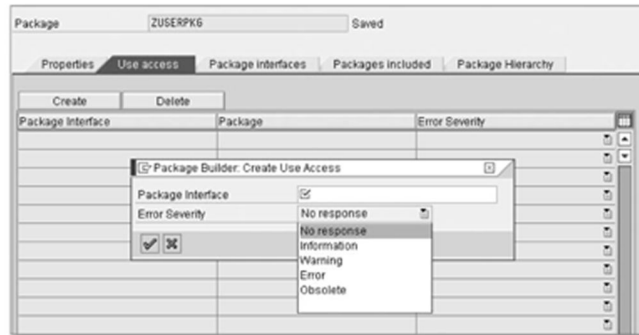 Package ZUSERPKG Saved
Properties Use access Package interfaces Packages included Package Hierarchy
Create Delete
Package Interface Package Error Severity
Package Builder: Create Use Access
Package Interface
Error Severity No response
No response
Information
Warning
Error
Obsolete